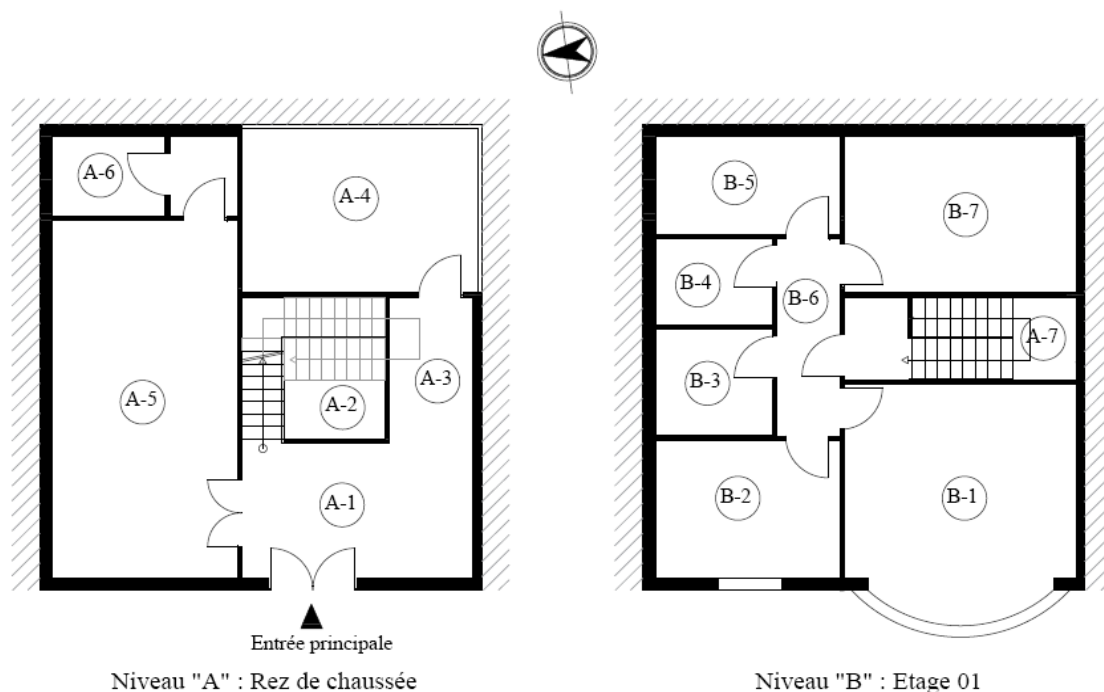 A-6
A-4
A-3
A-5
A-2
A-1
Entrée principale
Niveau "A" : Rez de chaussée
B-5
B-7
B-4
B-6
A-7
B-3
B-2
B-1
Niveau "B" : Etage 01